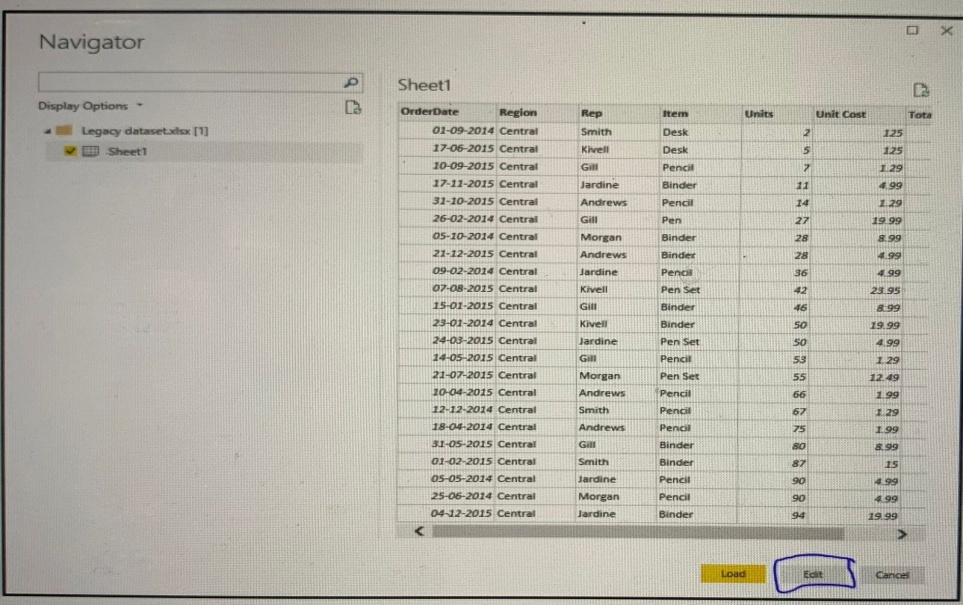 Navigator
Display Options
Legacy dataset.xlsx [1]
Sheet1
Sheet1
OrderDate Region Rep Item Units Unit Cost Tota
01-09-2014 Central Smith Desk 2 125
17-06-2015 Central Kivell Desk 5 125
10-09-2015 Central Gill Pencil 7 1.29
17-11-2015 Central Jardine Binder 11 4.99
31-10-2015 Central Andrews Pencil 14 1.29
26-02-2014 Central Gill Pen 27 19.99
05-10-2014 Central Morgan Binder 28 8.99
21-12-2015 Central Andrews Binder 28 4.99
09-02-2014 Central Jardine Pencil 36 4.99
07-08-2015 Central Kivell Pen Set 42 23.95
15-01-2015 Central Gill Binder 46 8.99
23-01-2014 Central Kivell Binder 50 19.99
24-03-2015 Central Jardine Pen Set 50 4.99
14-05-2015 Central Gill Pencil 53 1.29
21-07-2015 Central Morgan Pen Set 55 12.49
10-04-2015 Central Andrews Pencil 66 1.99
12-12-2014 Central Smith Pencil 67 1.29
18-04-2014 Central Andrews Pencil 75 1.99
31-05-2015 Central Gill Binder 80 8.99
01-02-2015 Central Smith Binder 87 15
05-05-2014 Central Jardine Pencil 90 4.99
25-06-2014 Central Morgan Pencil 90 4.99
04-12-2015 Central Jardine Binder 94 19.99
Load Edit Cancel